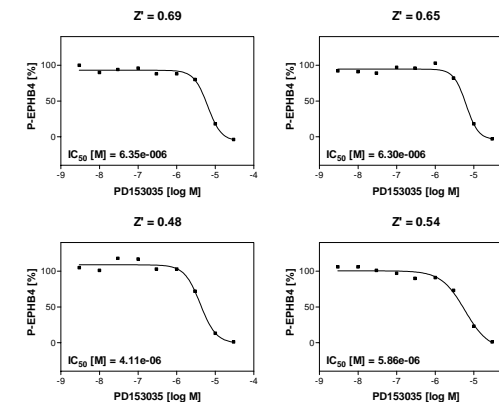 Z' = 0.69
P-EPHB4 [%]
100
50
0
IC50 [M] = 6.35e-006
-9 -8 -7 -6 -5 -4
PD153035 [log M]
Z' = 0.65
P-EPHB4 [%]
100
50
0
IC50 [M] = 6.30e-006
-9 -8 -7 -6 -5
PD153035 [log M]
Z' = 0.48
P-EPHB4 [%]
100
50
0
IC50 [M] = 4.11e-06
-9 -8 -7 -6 -5 -4
PD153035 [log M]
Z' = 0.54
P-EPHB4 [%]
100
50
0
IC50 [M] = 5.86e-06
-9 -8 -7 -6 -5
PD153035 [log M]